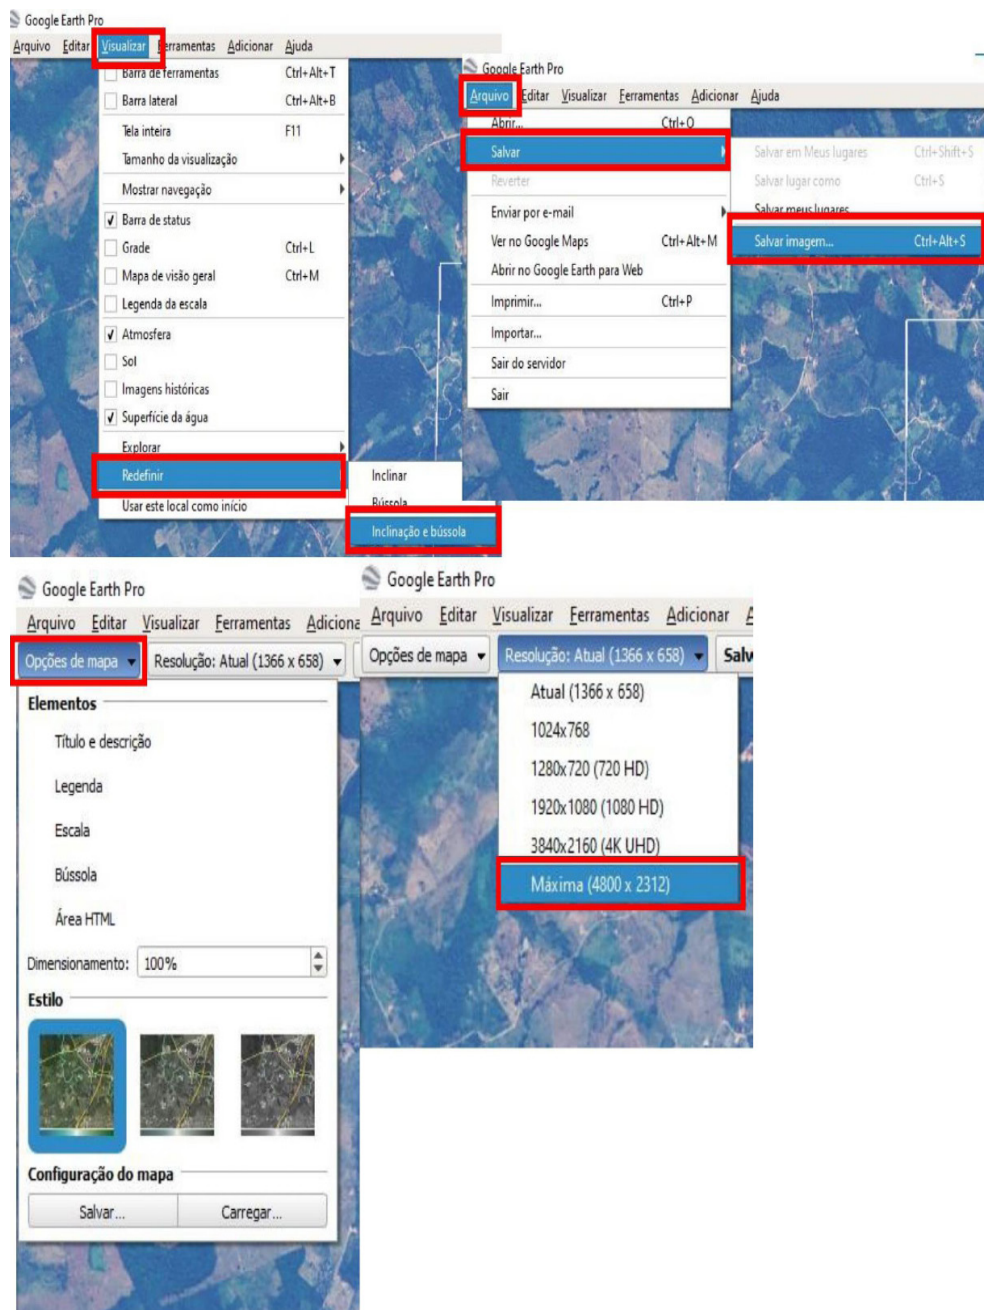 Google Earth Pro
Arquivo Editar Visualizar Ferramentas Adicionar Ajuda
Barra de ferramentas Ctrl+Alt+T
Barra lateral Ctrl+Alt+B
Tela inteira F11
Tamanho da visualização
Mostrar navegação
Barra de status
Grade Ctrl+L
Mapa de visão geral Ctrl+M
Legenda da escala
Atmosfera
Sol
Imagens históricas
Superfície da água
Explorar
Redefinir
Usar este local como início
Inclinar
Bússola
Inclinação e bússola
Google Earth Pro
Arquivo Editar Visualizar Ferramentas Adicionar Ajuda
Abrir... Ctrl+O
Salvar
Reverter
Enviar por e-mail
Ver no Google Maps Ctrl+Alt+M
Abrir no Google Earth para Web
Imprimir... Ctrl+P
Importar...
Sair do servidor
Sair
Salvar em Meus lugares Ctrl+Shift+S
Salvar lugar como Ctrl+S
Salvar meus lugares
Salvar imagem... Ctrl+Alt+S
Google Earth Pro
Arquivo Editar Visualizar Ferramentas Adiciona
Opções de mapa Resolução: Atual (1366 x 658)
Elementos
Título e descrição
Legenda
Escala
Bússola
Área HTML
Dimensionamento: 100%
Estilo
Configuração do mapa
Salvar... Carregar...
Google Earth Pro
Arquivo Editar Visualizar Ferramentas Adicionar A
Opções de mapa Resolução: Atual (1366 x 658) Salv
Atual (1366 x 658)
1024x768
1280x720 (720 HD)
1920x1080 (1080 HD)
3840x2160 (4K UHD)
Máxima (4800 x 2312)